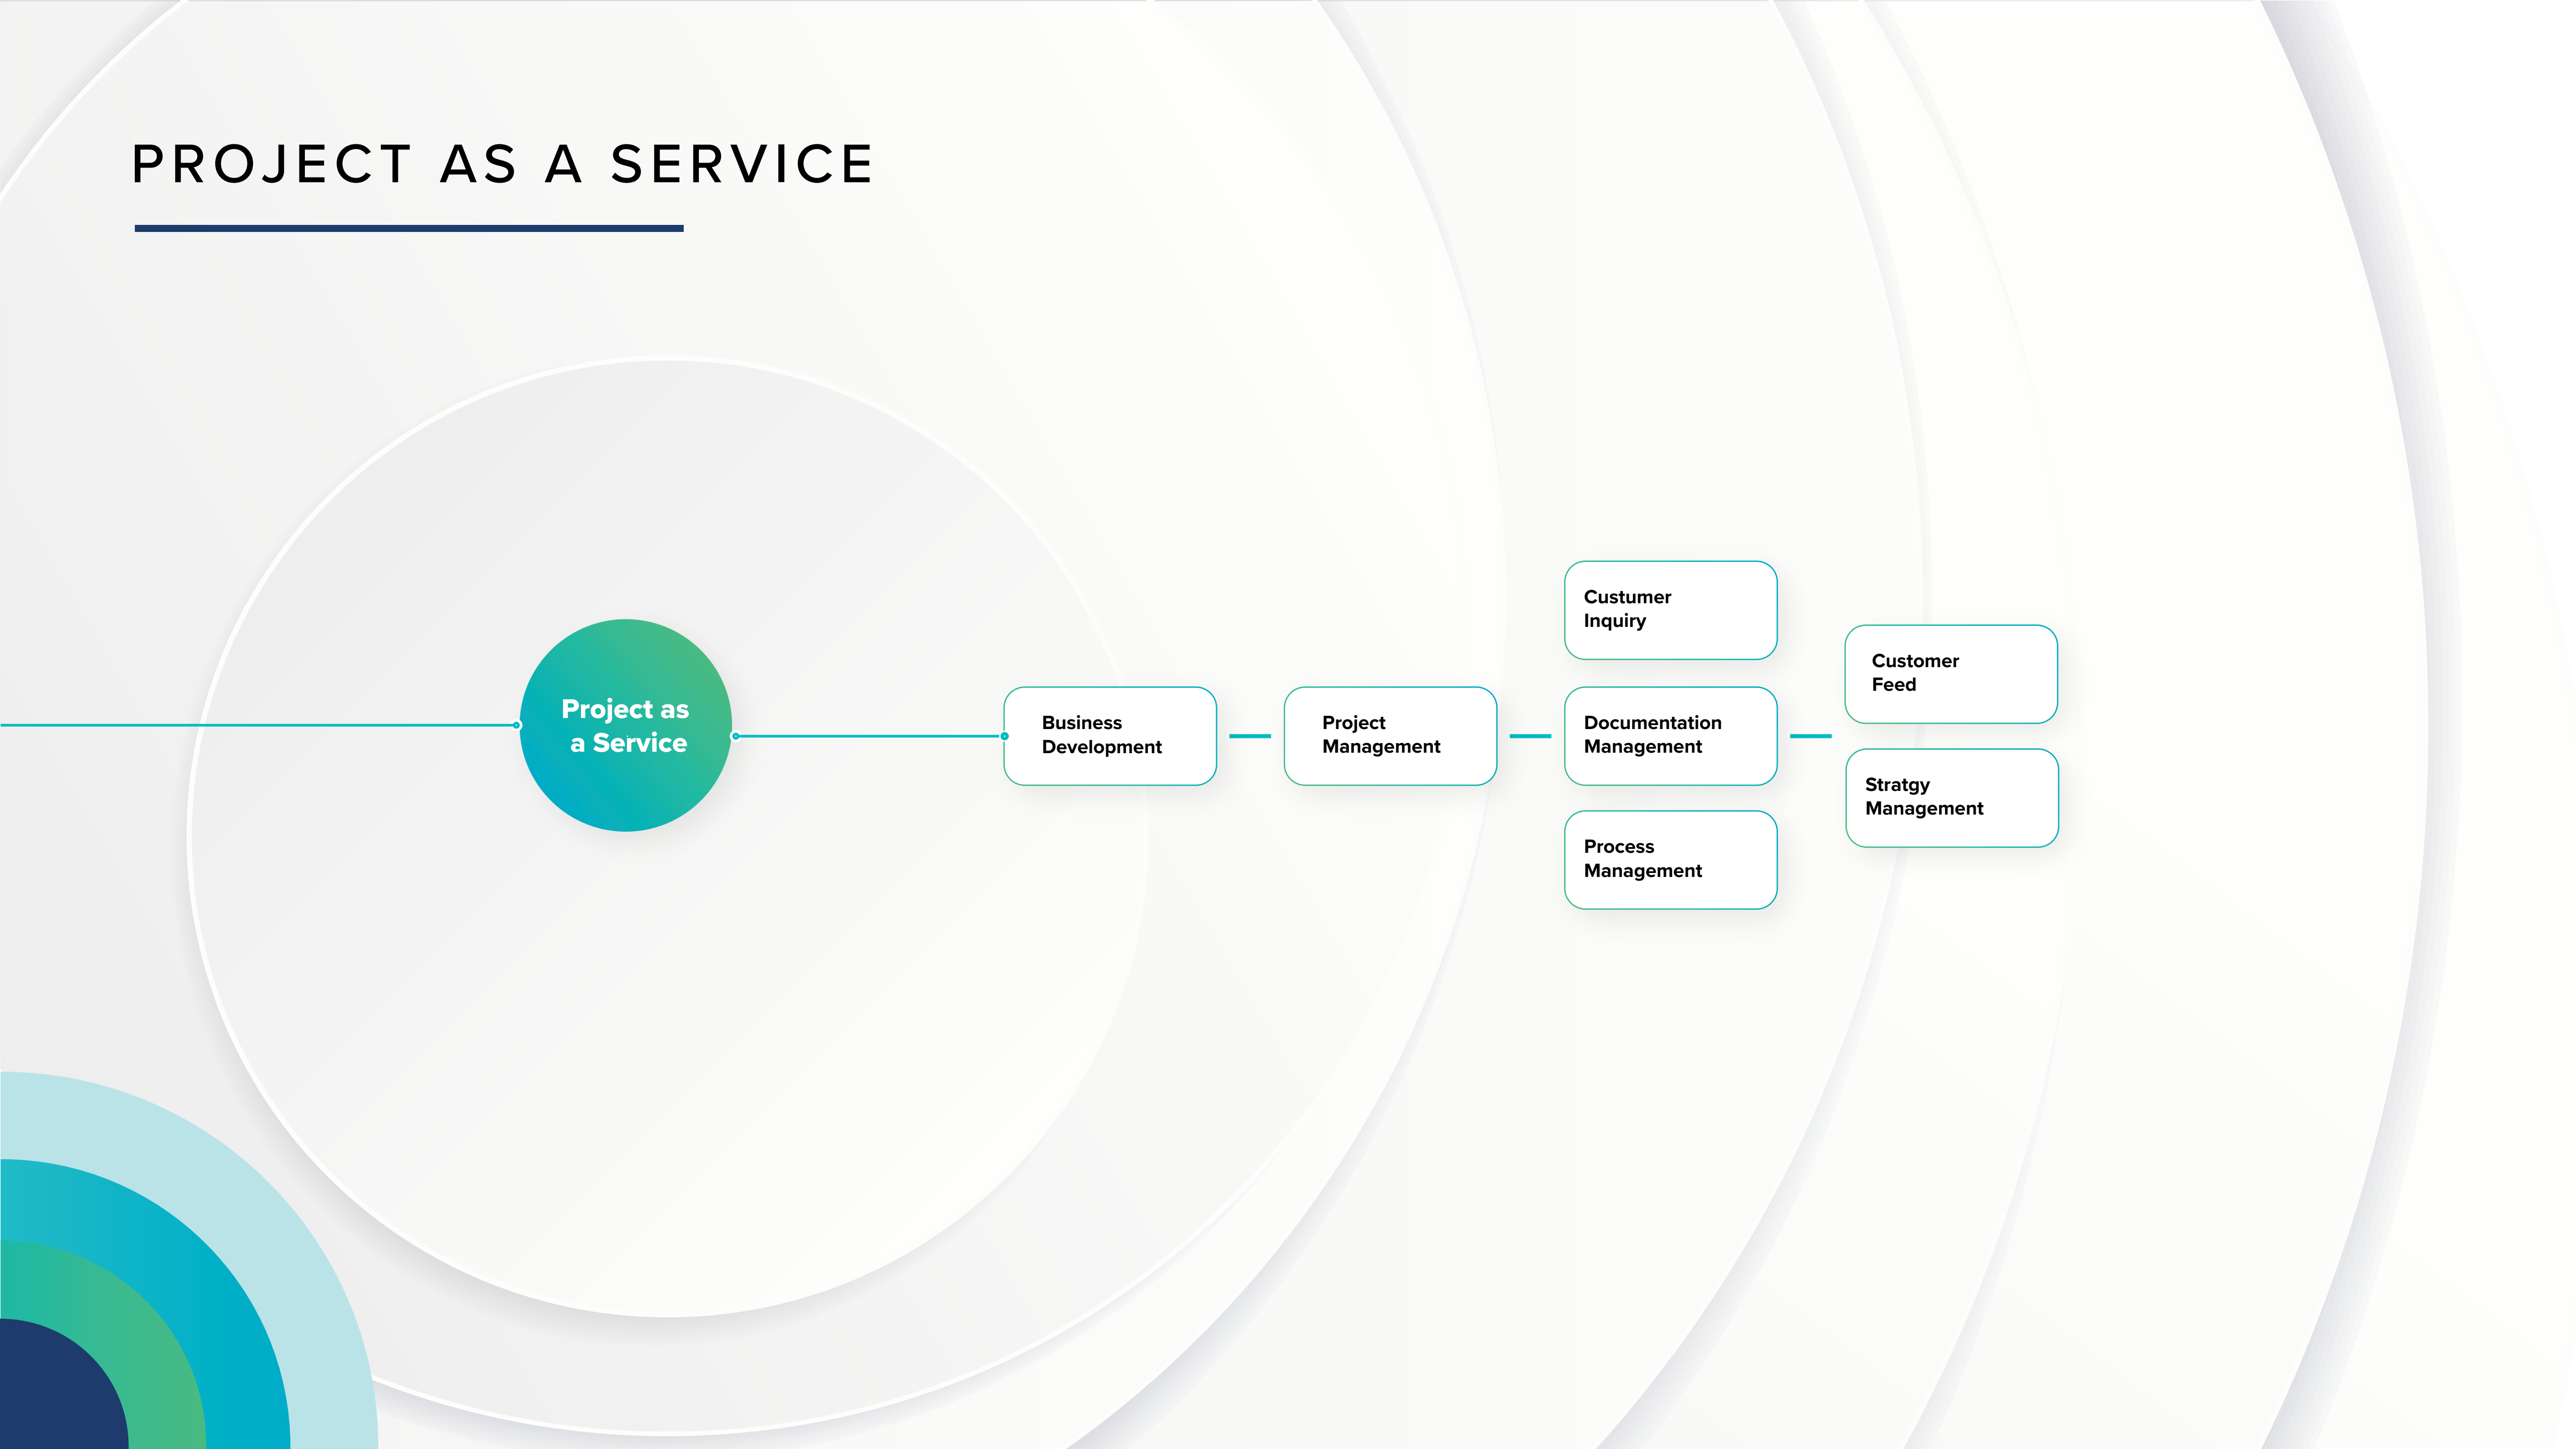 PROJECT AS A SERVICE
Project as
a Service
Business
Development
Project
Management
Custumer
Inquiry
Documentation
Management
Process
Management
Customer
Feed
Stratgy
Management